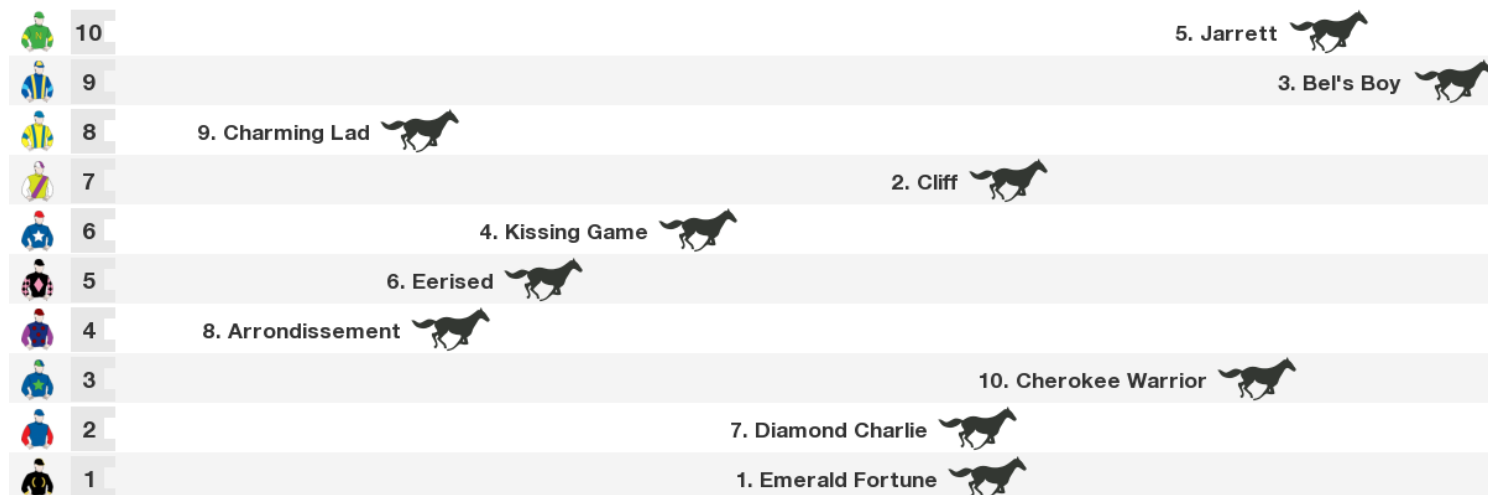 10 5. Jarrett
9 3. Bel's Boy
8 9. Charming Lad
7 2. Cliff
6 4. Kissing Game
5 6. Eerised
4 8. Arrondissement
3 10. Cherokee Warrior
2 7. Diamond Charlie
1 1. Emerald Fortune